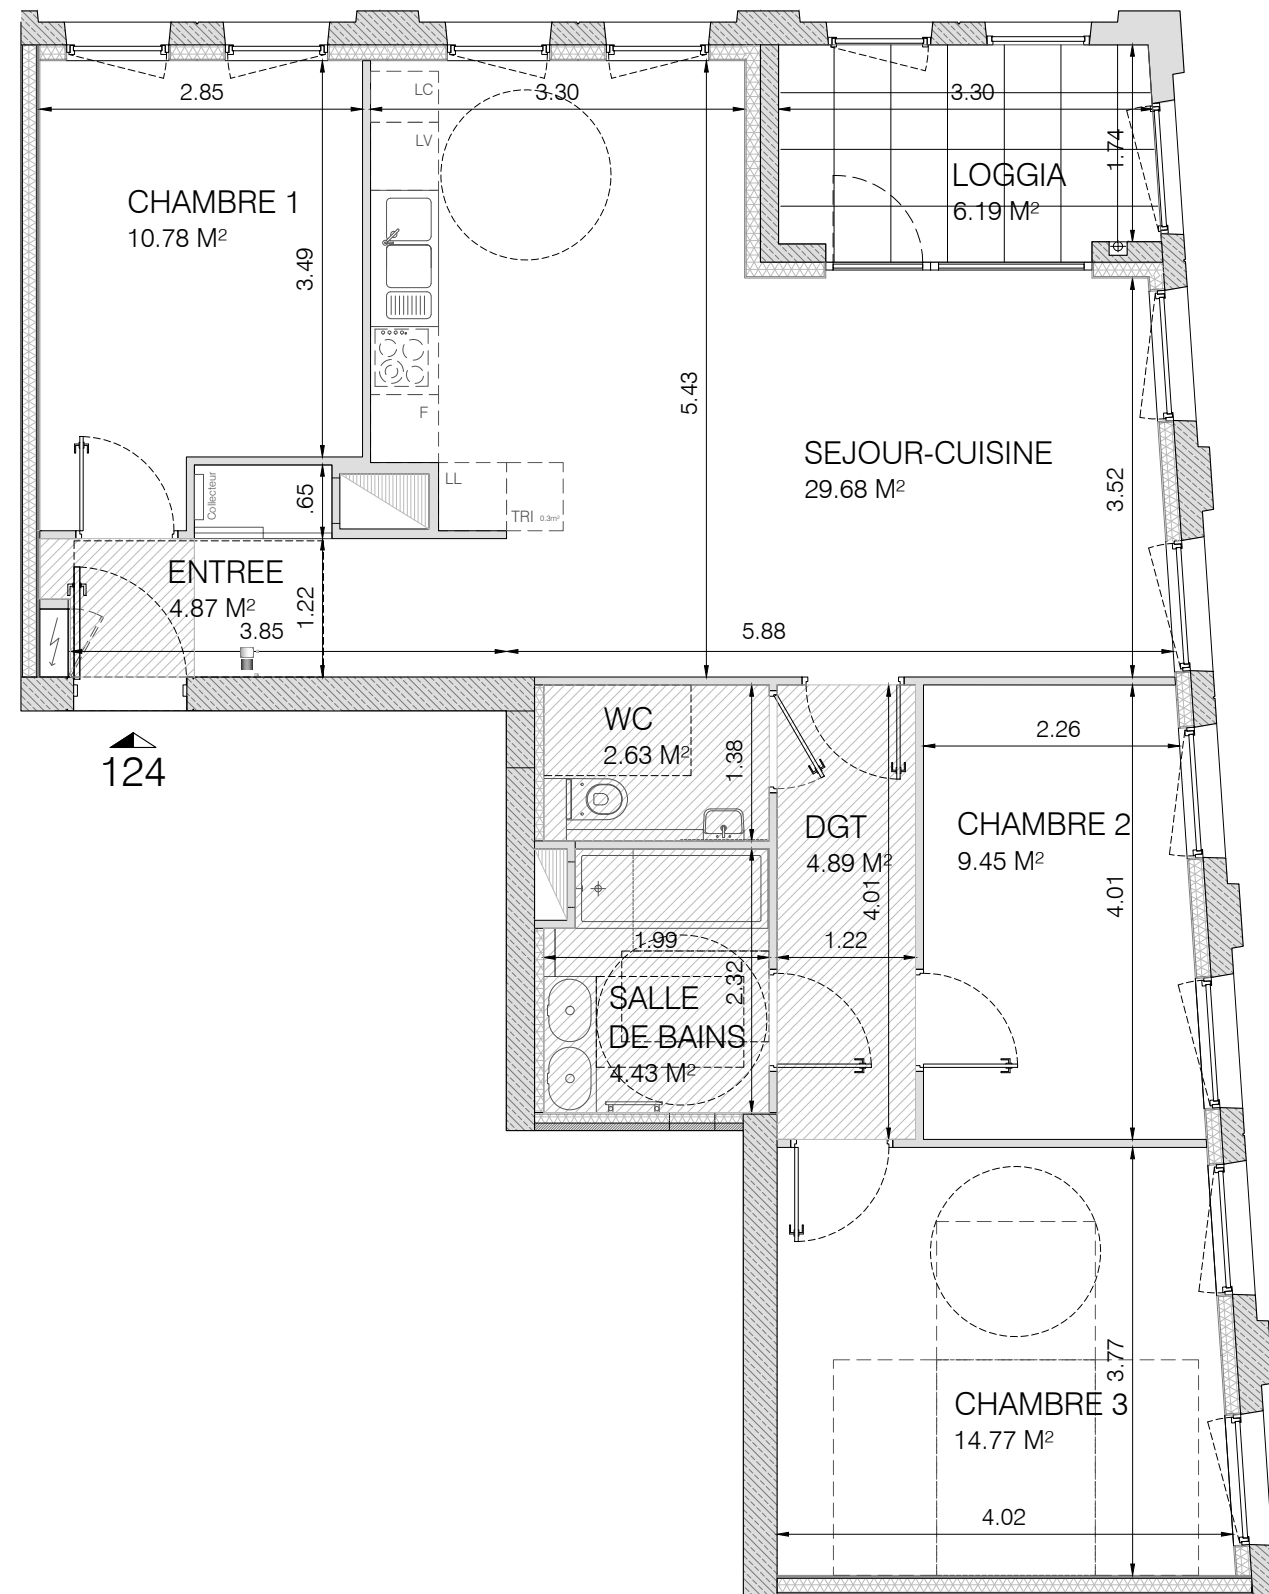 2.85
3.30
3.30
LC
LV
1.74
LOGGIA
6.19 M²
CHAMBRE 1
10.78 M²
3.49
5.43
F
SEJOUR-CUISINE
29.68 M²
3.52
Collecteur
.65
LL
TRI 0.3m²
ENTREE
4.87 M²
1.22
3.85
5.88
124
WC
2.63 M²
1.38
2.26
DGT
4.89 M²
CHAMBRE 2
9.45 M²
4.01
4.01
1.99
1.22
2.32
SALLE
DE BAINS
4.43 M²
3.77
CHAMBRE 3
14.77 M²
4.02